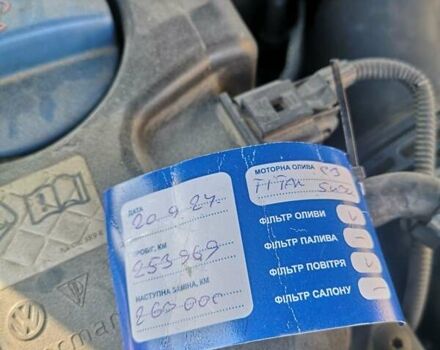 ДАТА
20.9.24.
ПРОБІГ, КМ
253969
НАСТУПНА ЗАМІНА, КМ
260000
МОТОРНА ОЛИВА
TITAN
ФІЛЬТР ОЛИВИ V
ФІЛЬТР ПАЛИВА –
ФІЛЬТР ПОВІТРЯ V
ФІЛЬТР САЛОНУ –